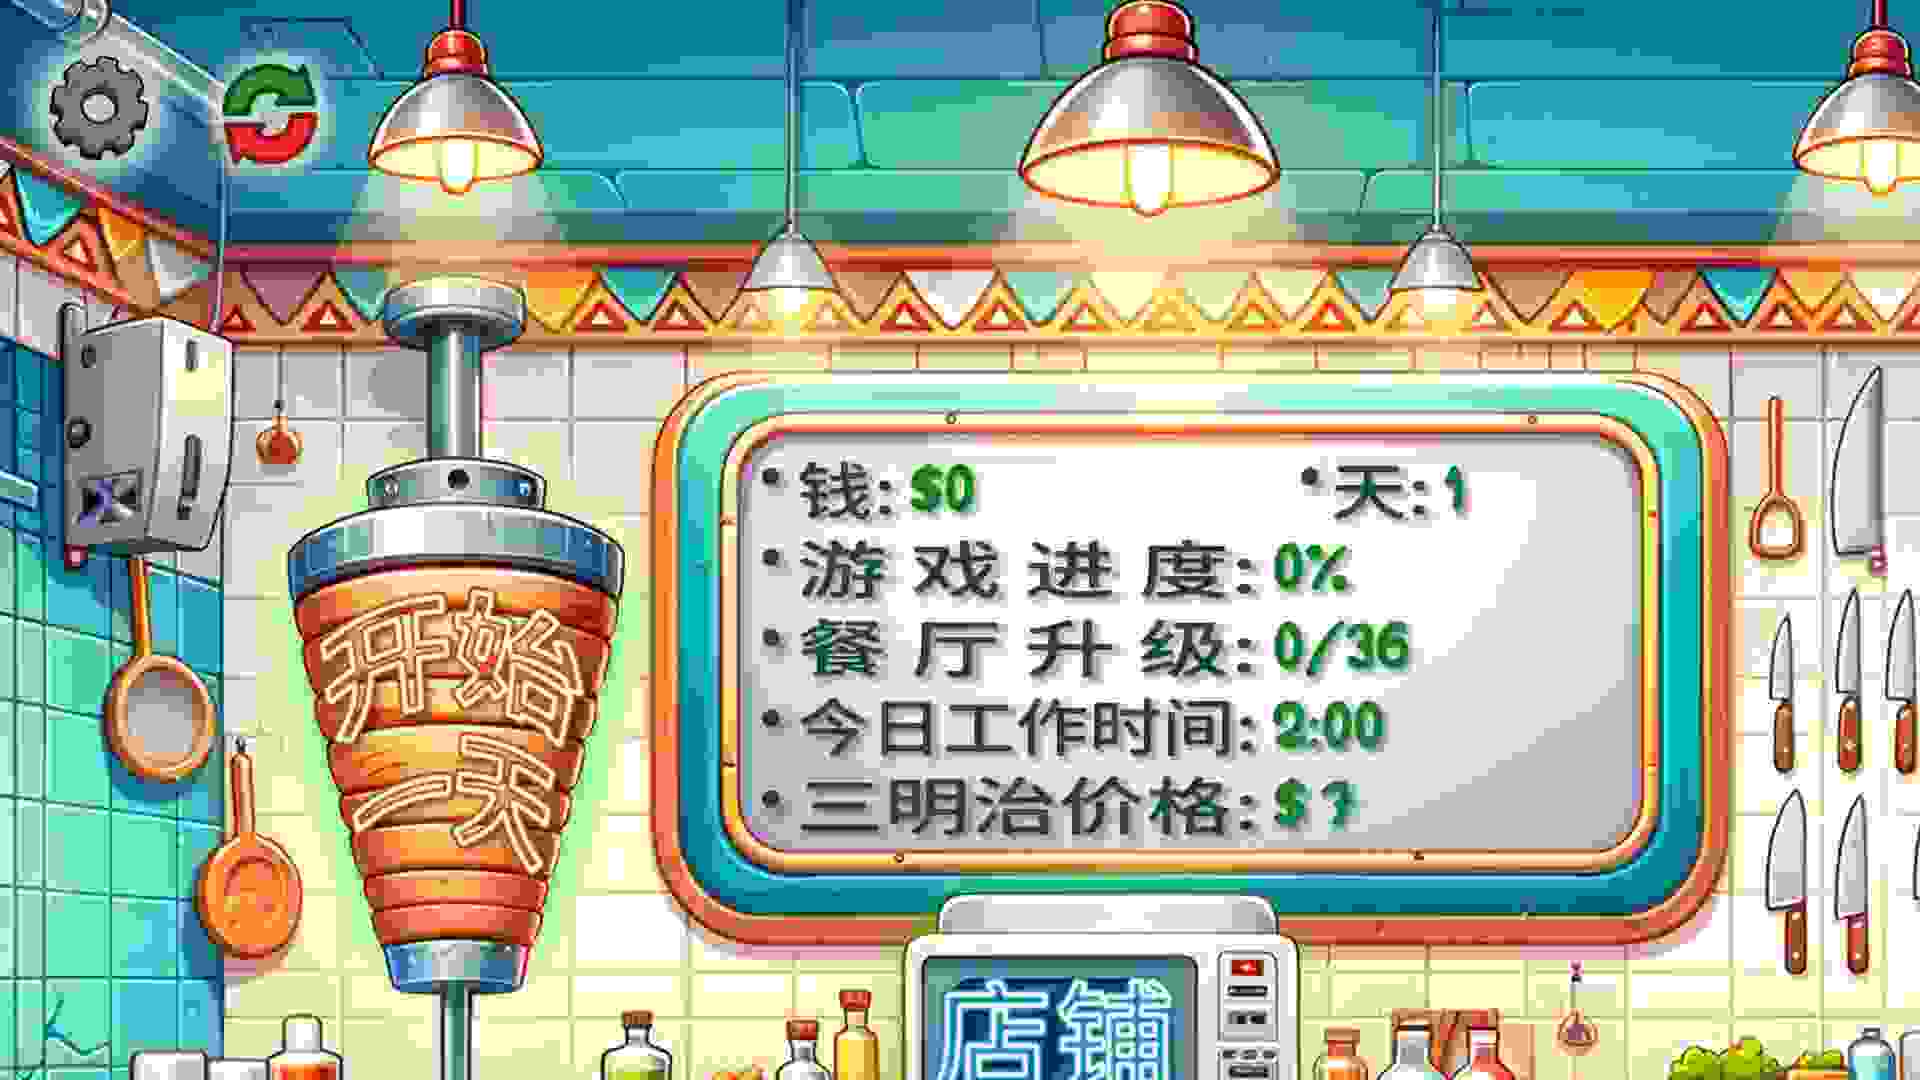 钱: $0
天: 1
游戏进度: 0%
餐厅升级: 0/36
今日工作时间: 2:00
三明治价格: $ ?
开始
一天
店鋪